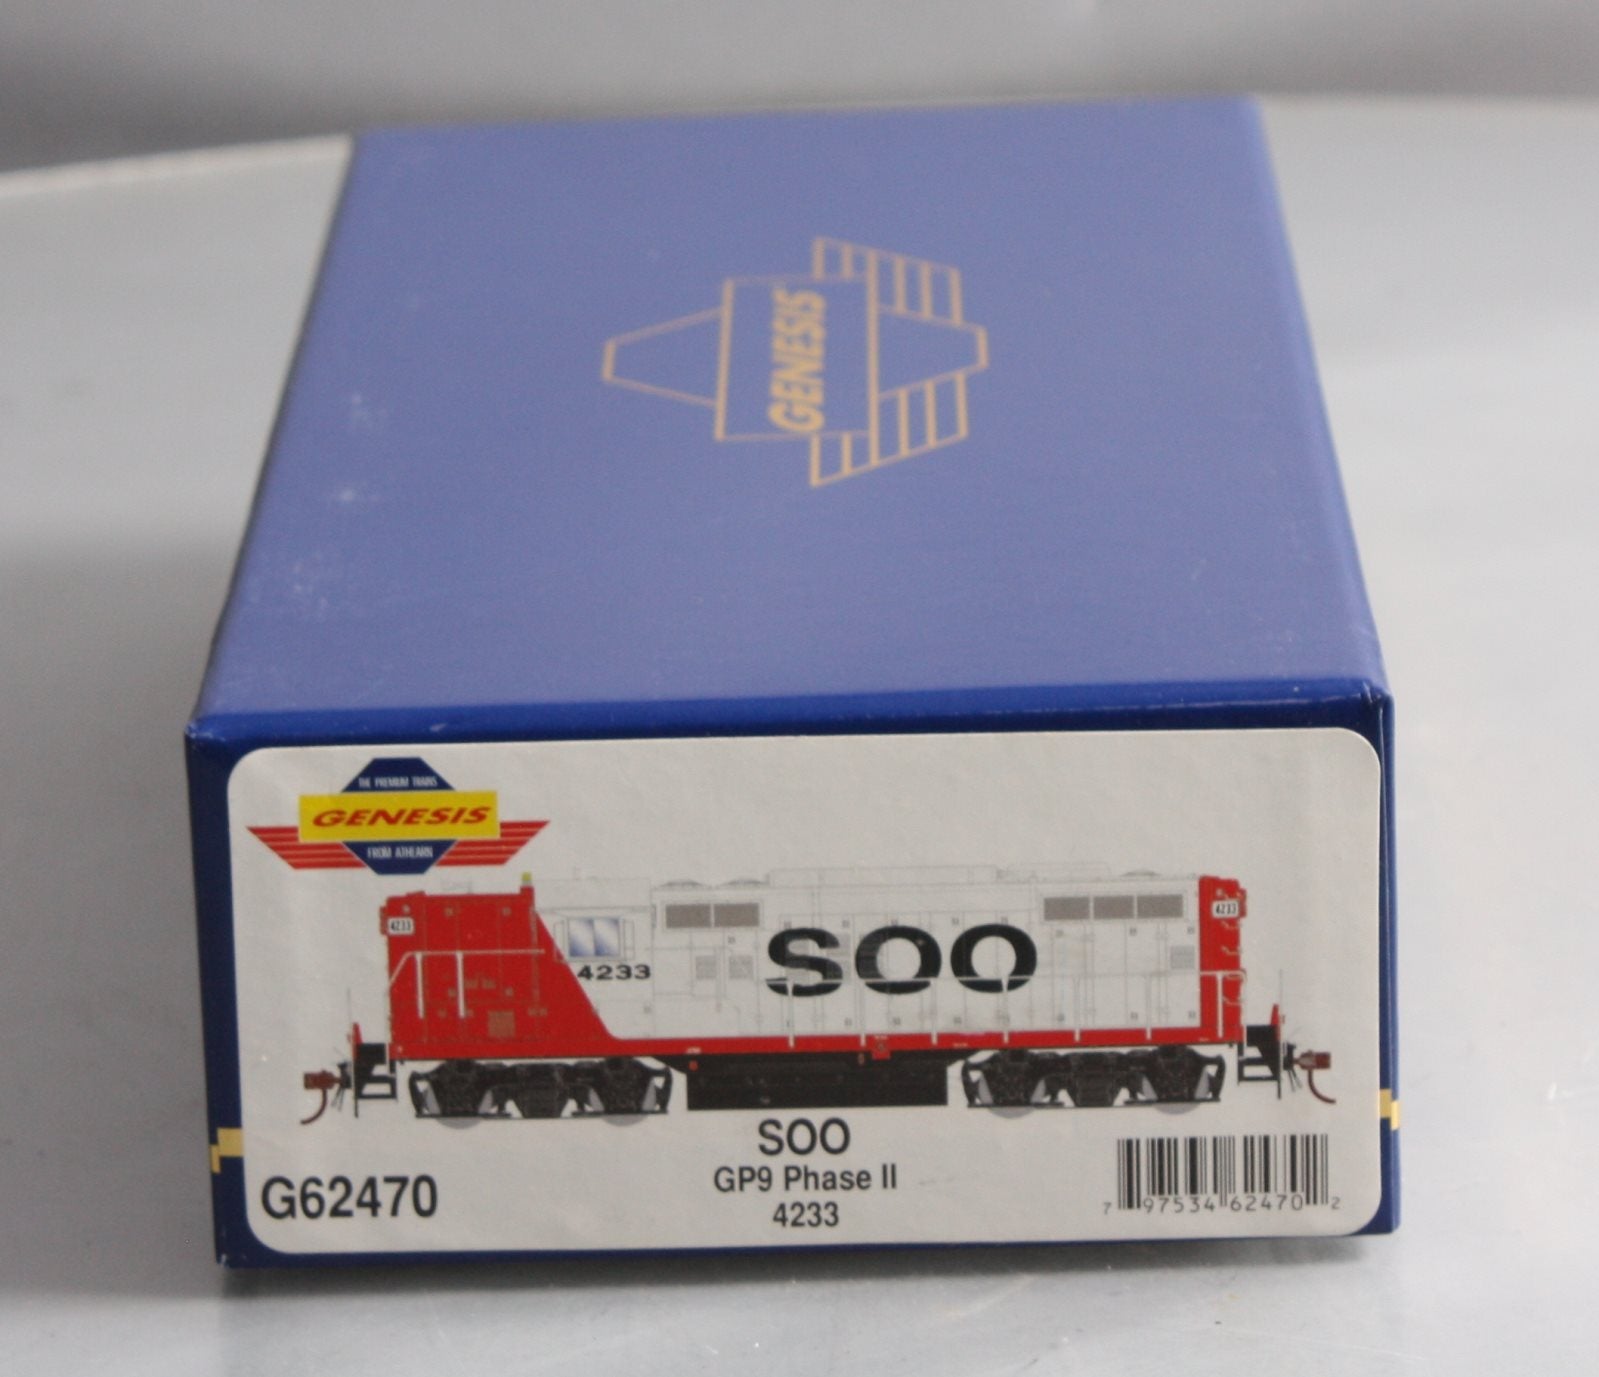 GENESIS
THE PREMIUM TRAINS
GENESIS
FROM ATHEARN
4233
4233
4233
SOO
SOO
GP9 Phase II
4233
G62470
7 97534 62470 2